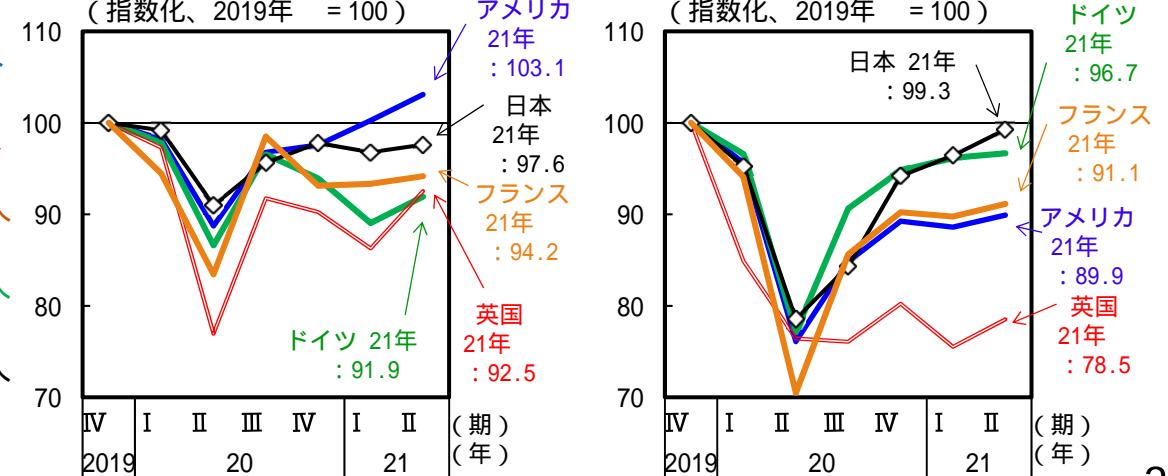 (指数化、2019年 =100)
110
100
90
80
70
アメリカ
21年
:103.1
日本
21年
:97.6
フランス
21年
:94.2
英国
21年
:92.5
ドイツ 21年
:91.9
Ⅳ Ⅰ Ⅱ Ⅲ Ⅳ Ⅰ Ⅱ (期)
2019 20 21 (年)
(指数化、2019年 =100)
110
100
90
80
70
日本 21年
:99.3
ドイツ
21年
:96.7
フランス
21年
:91.1
アメリカ
21年
:89.9
英国
21年
:78.5
Ⅳ Ⅰ Ⅱ Ⅲ Ⅳ Ⅰ Ⅱ (期)
2019 20 21 (年)